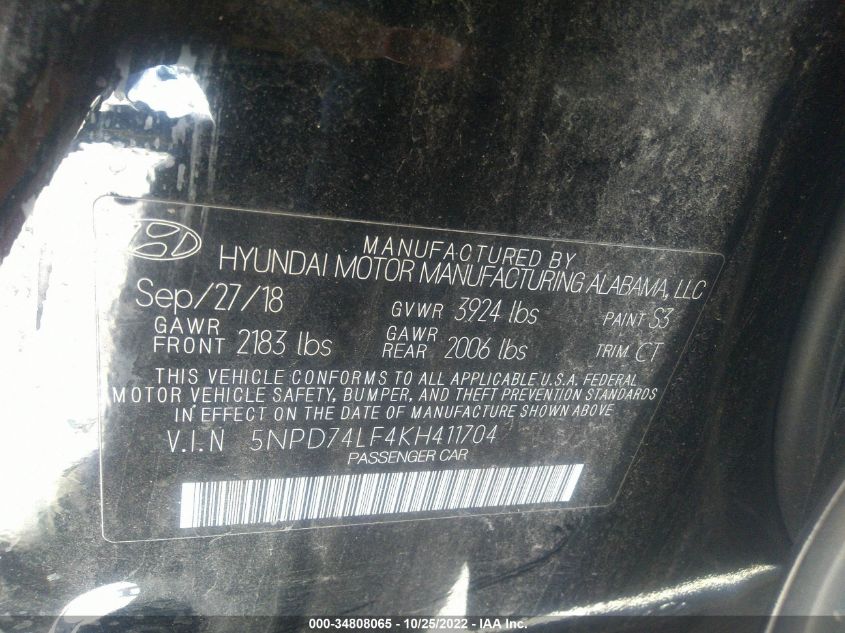 MANUFACTURED BY
HYUNDAI MOTOR MANUFACTURING ALABAMA, LLC
Sep/27/18
GVWR 3924 lbs
PAINT S3
GAWR
FRONT 2183 lbs
GAWR
REAR 2006 lbs
TRIM CT
THIS VEHICLE CONFORMS TO ALL APPLICABLE U.S.A. FEDERAL
MOTOR VEHICLE SAFETY, BUMPER, AND THEFT PREVENTION STANDARDS
IN EFFECT ON THE DATE OF MANUFACTURE SHOWN ABOVE
V.I.N 5NPD74LF4KH411704
PASSENGER CAR
000-34808065 - 10/25/2022 - IAA Inc.